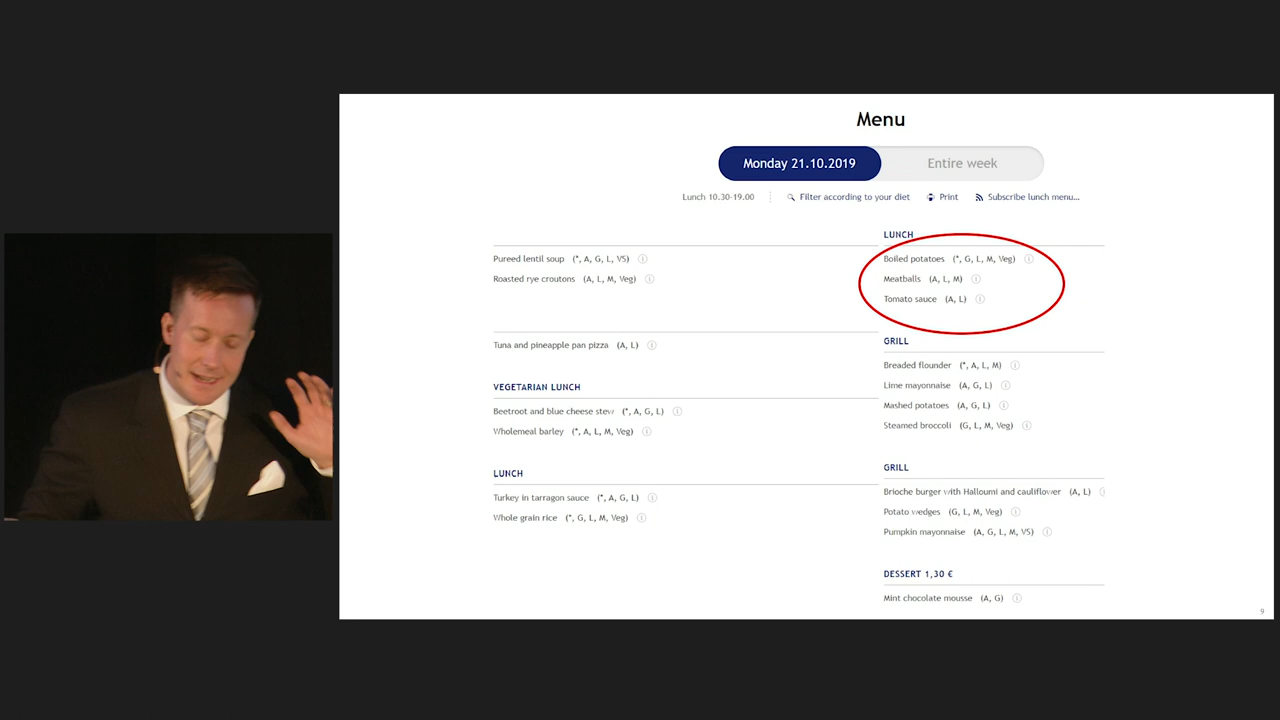 Menu
Monday 21.10.2019
Entire week
Lunch 10.30-19.00
Filter according to your diet
Print
Subscribe lunch menu...
Pureed lentil soup (*, A, G, L, VS)
Roasted rye croutons (A, L, M, Veg)
Tuna and pineapple pan pizza (A, L)
VEGETARIAN LUNCH
Beetroot and blue cheese stew (*, A, G, L)
Wholemeal barley (*, A, L, M, Veg)
LUNCH
Turkey in tarragon sauce (*, A, G, L)
Whole grain rice (*, G, L, M, Veg)
LUNCH
Boiled potatoes (*, G, L, M, Veg)
Meatballs (A, L, M)
Tomato sauce (A, L)
GRILL
Breaded flounder (*, A, L, M)
Lime mayonnaise (A, G, L)
Mashed potatoes (A, G, L)
Steamed broccoli (G, L, M, Veg)
GRILL
Brioche burger with Halloumi and cauliflower (A, L)
Potato wedges (G, L, M, Veg)
Pumpkin mayonnaise (A, G, L, M, VS)
DESSERT 1,30 €
Mint chocolate mousse (A, G)
9